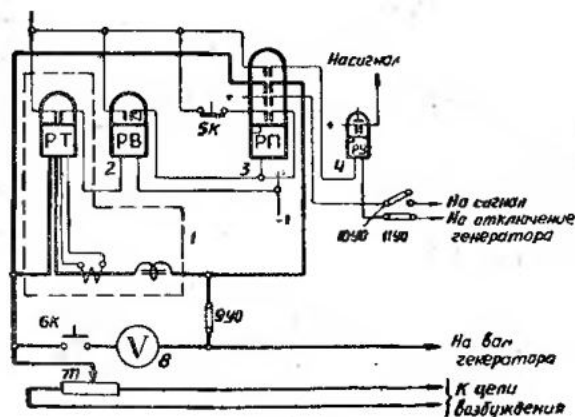 На сигнал
+
5К
РТ
РВ
РП
РУ
+
2
3
4
1
На сигнал
На отключение
генератора
10УО 11УО
9УО
6К
V
8
На вал
генератора
m
К цепи
возбуждения